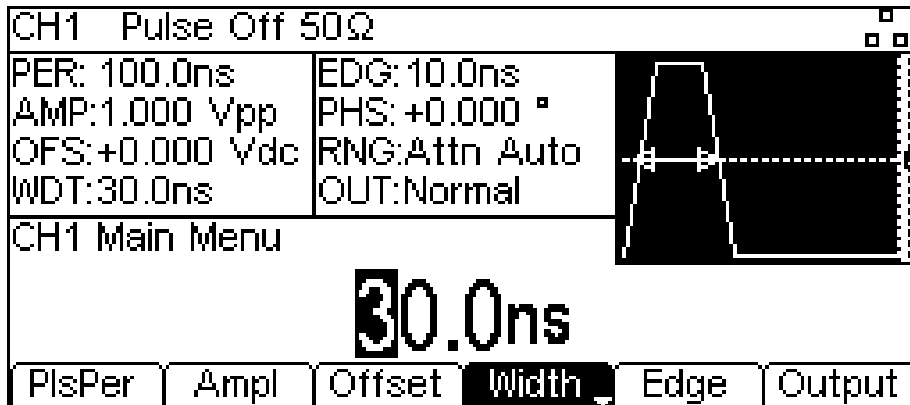 CH1 Pulse Off 50Ω
PER: 100.0ns
AMP:1.000 Vpp
OFS:+0.000 Vdc
WDT:30.0ns
EDG:10.0ns
PHS:+0.000 °
RNG:Attn Auto
OUT:Normal
CH1 Main Menu
30.0ns
PlsPer Ampl Offset Width Edge Output